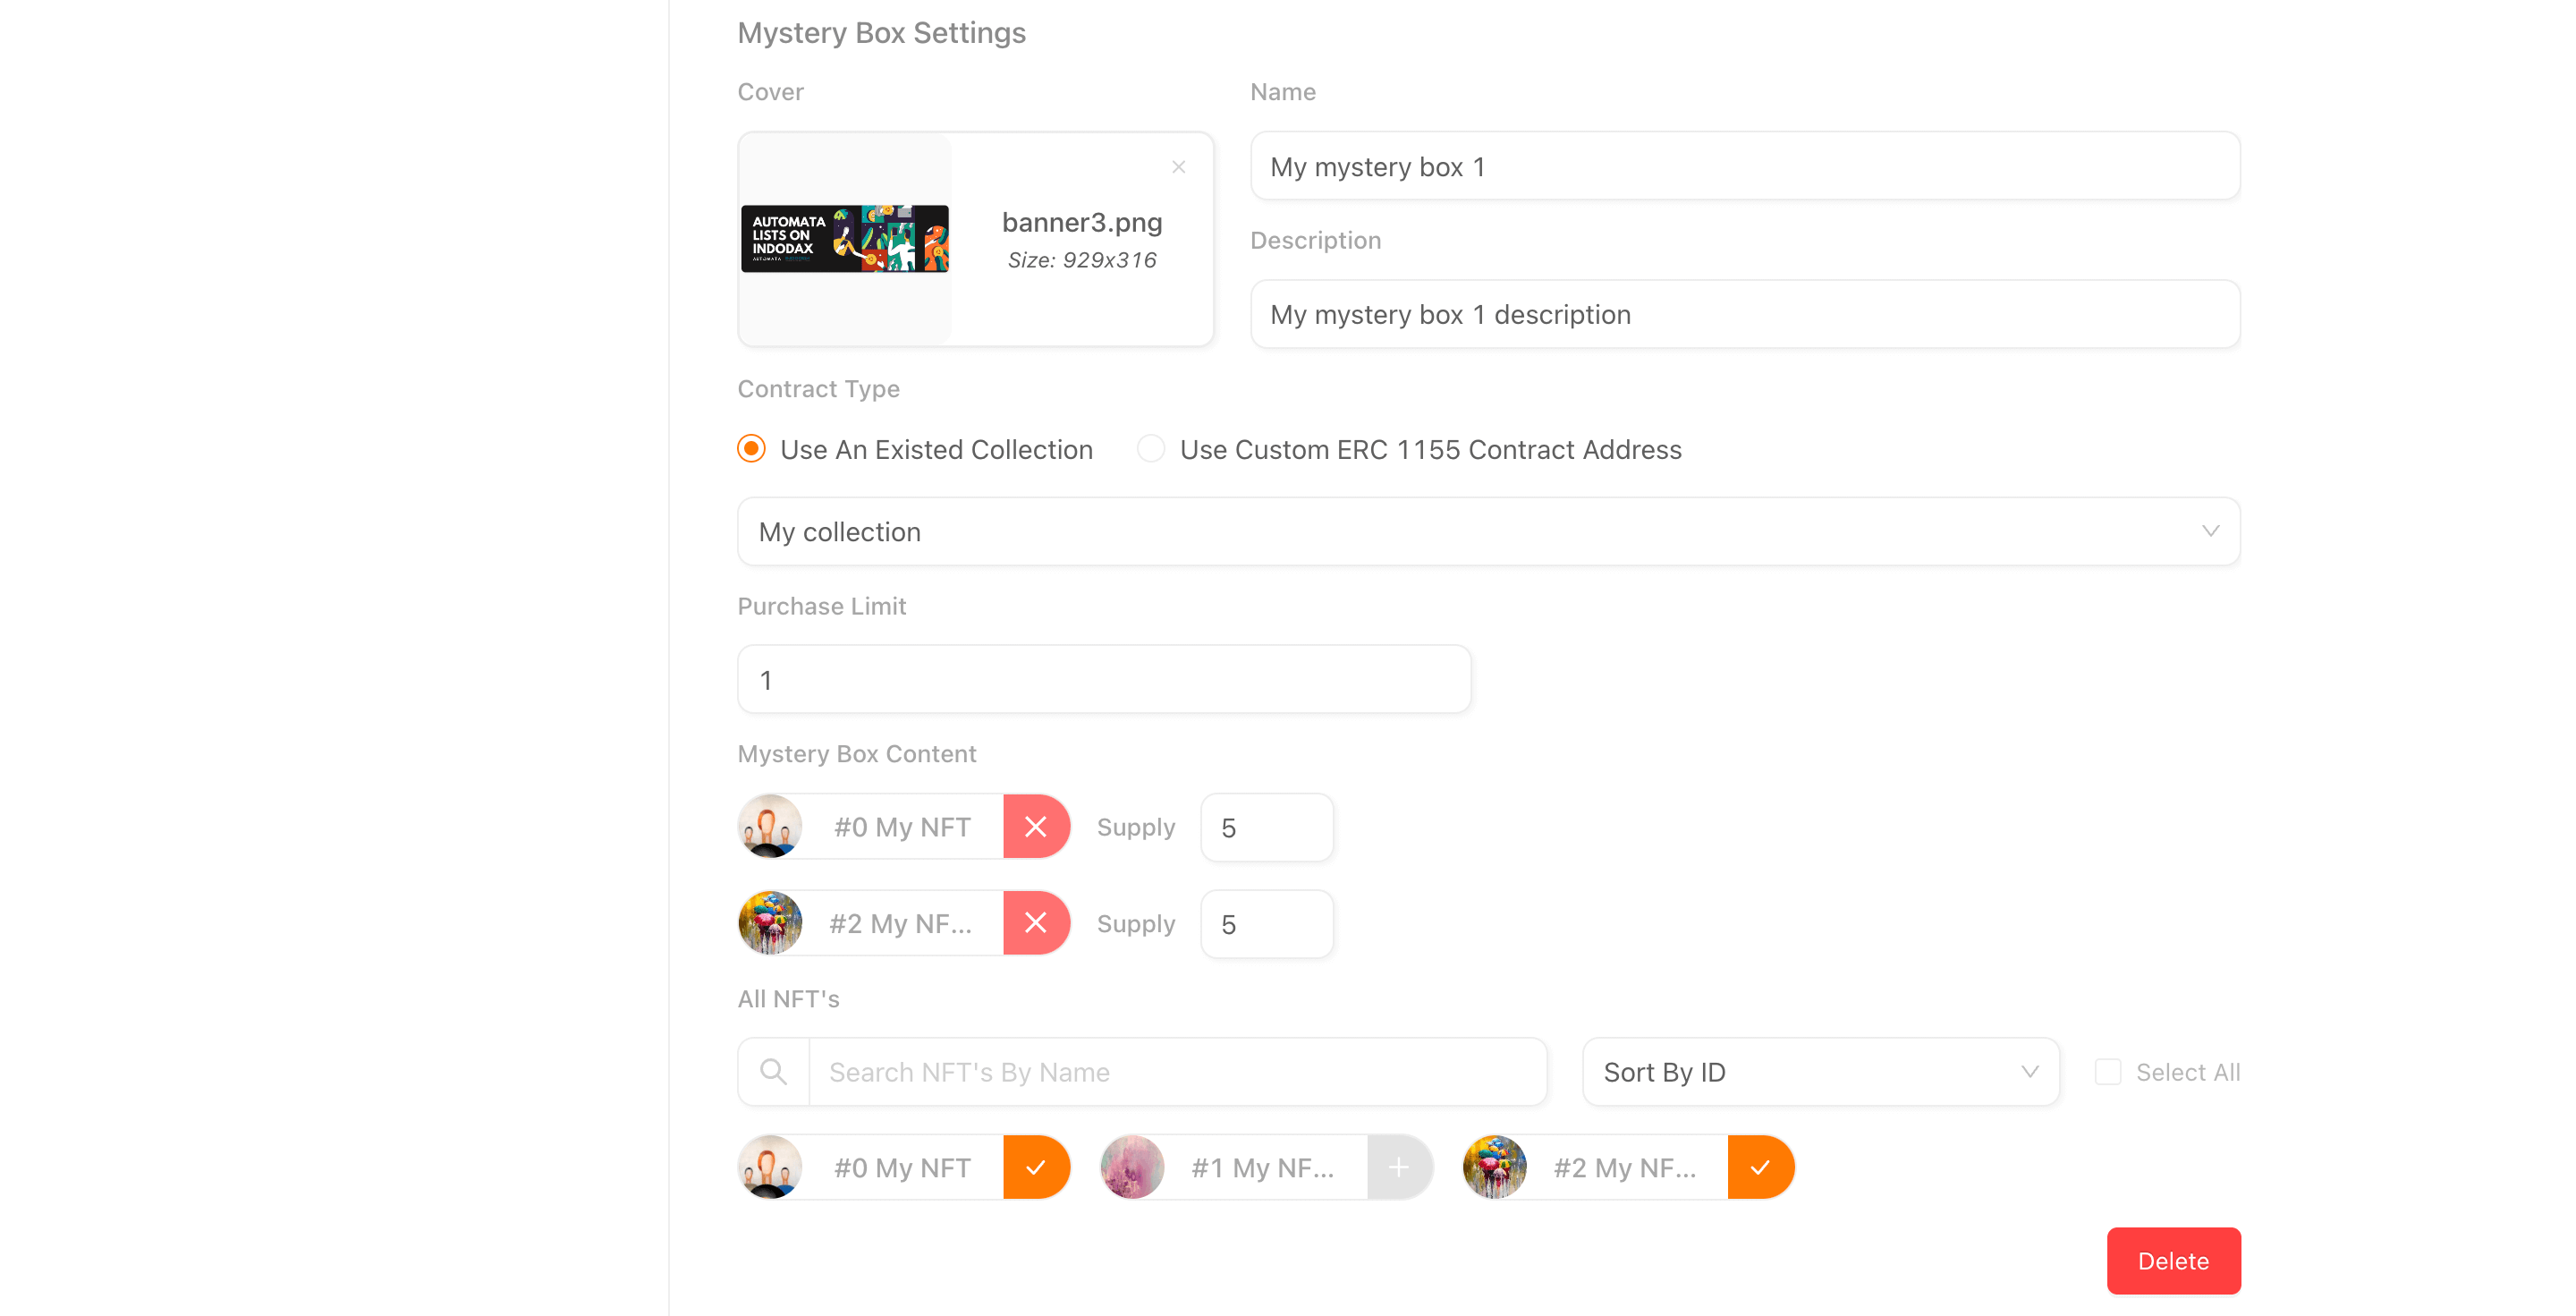 Mystery Box Settings
Cover
Name
AUTOMATA
LISTS ON
INDODAX
AUTOMATA
banner3.png
Size: 929x316
My mystery box 1
Description
My mystery box 1 description
Contract Type
Use An Existed Collection
Use Custom ERC 1155 Contract Address
My collection
Purchase Limit
1
Mystery Box Content
#0 My NFT
Supply
5
#2 My NF...
Supply
5
All NFT's
Search NFT's By Name
Sort By ID
Select All
#0 My NFT
#1 My NF...
#2 My NF...
Delete